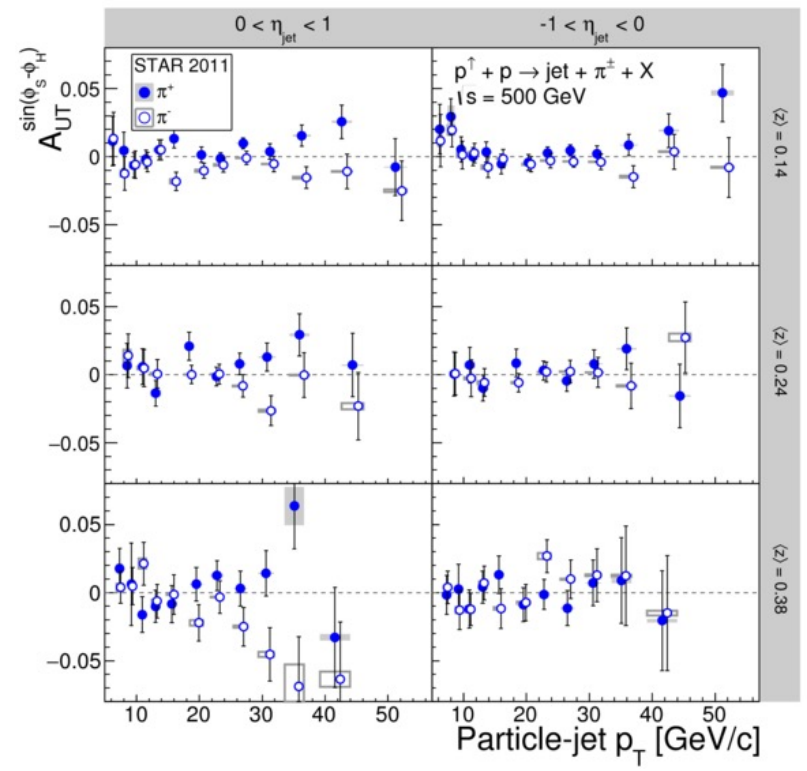 0 < η_jet < 1
-1 < η_jet < 0
A_UT^sin(ϕ_S-ϕ_H)
STAR 2011
π⁺
π⁻
p↑ + p → jet + π± + X
√s = 500 GeV
0.05
0
−0.05
⟨z⟩ = 0.14
0.05
0
−0.05
⟨z⟩ = 0.24
0.05
0
−0.05
⟨z⟩ = 0.38
10 20 30 40 50 10 20 30 40 50
Particle-jet p_T [GeV/c]